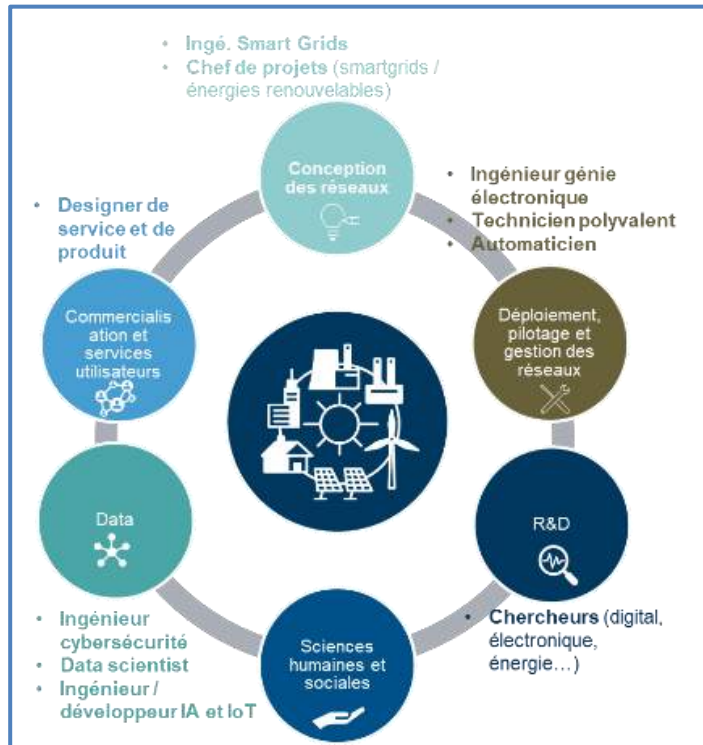 • Ingé. Smart Grids
• Chef de projets (smartgrids /
énergies renouvelables)
Conception
des réseaux
• Ingénieur génie
électronique
• Technicien polyvalent
• Automaticien
• Designer de
service et de
produit
Commercialis
ation et
services
utilisateurs
Déploiement,
pilotage et
gestion des
réseaux
Data
R&D
• Ingénieur
cybersécurité
• Data scientist
• Ingénieur /
développeur IA et IoT
Sciences
humaines et
sociales
• Chercheurs (digital,
électronique,
énergie…)